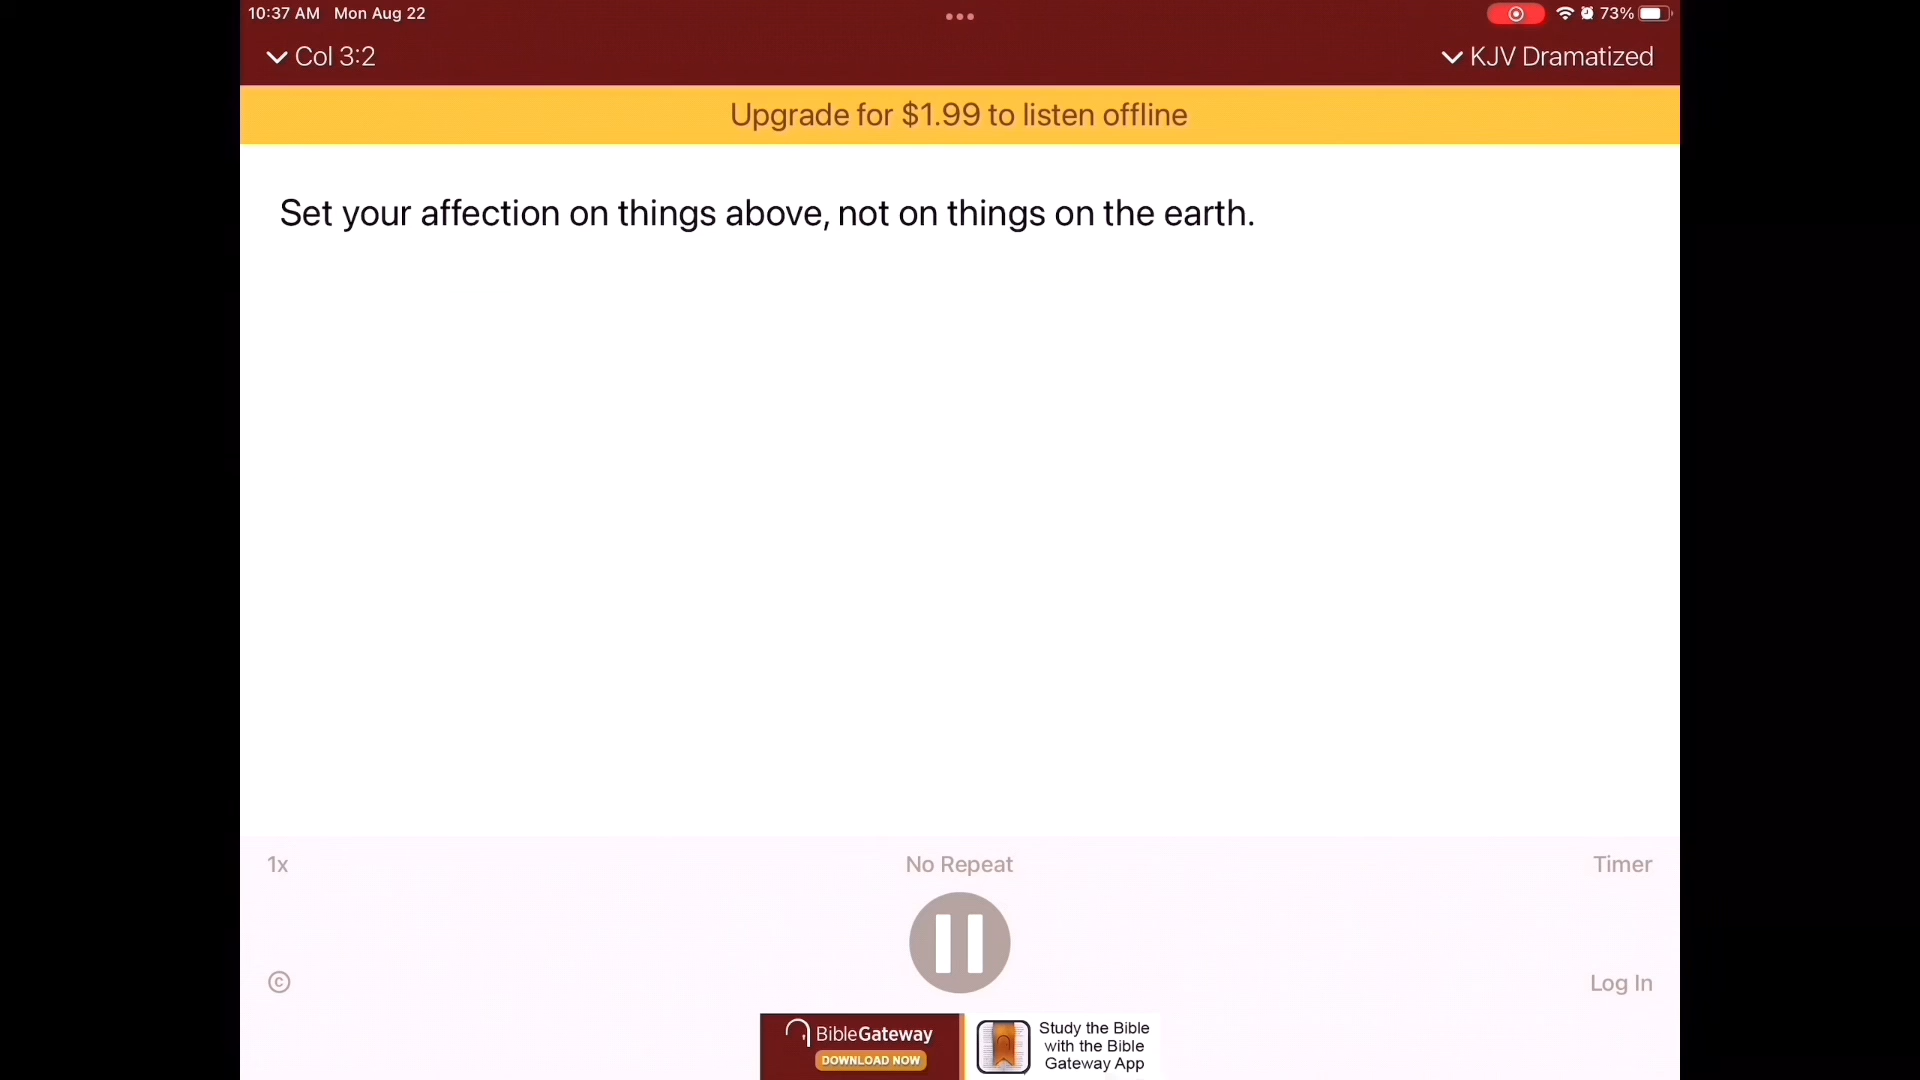 10:37 AM Mon Aug 22
73%
Col 3:2
KJV Dramatized
Upgrade for $1.99 to listen offline
Set your affection on things above, not on things on the earth.
1x
No Repeat
Timer
©
Log In
BibleGateway
DOWNLOAD NOW
Study the Bible
with the Bible
Gateway App